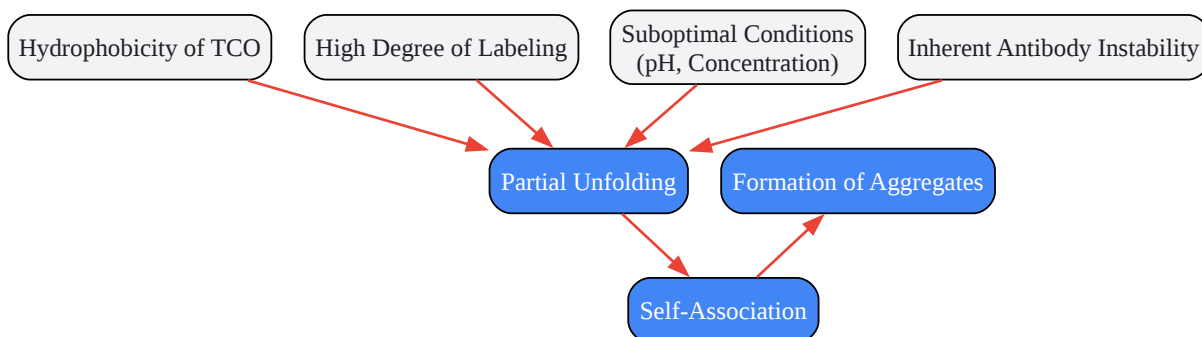 Hydrophobicity of TCO
High Degree of Labeling
Suboptimal Conditions
(pH, Concentration)
Inherent Antibody Instability
Partial Unfolding
Formation of Aggregates
Self-Association